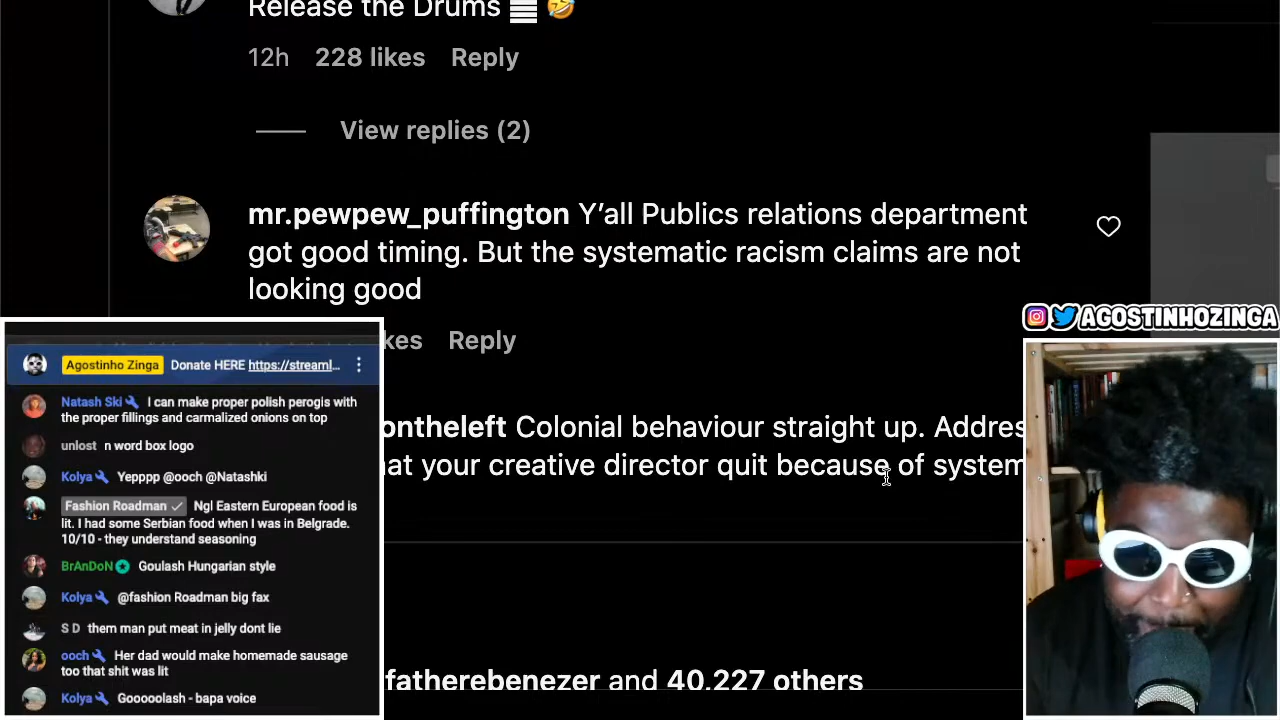 Release the Drums
12h 228 likes Reply
View replies (2)
mr.pewpew_puffington Y’all Publics relations department
got good timing. But the systematic racism claims are not
looking good
kes Reply
ontheleft Colonial behaviour straight up. Addres
at your creative director quit because of system
fatherebenezer and 40,227 others
Agostinho Zinga Donate HERE https://streaml...
Natash Ski I can make proper polish perogis with
the proper fillings and carmalized onions on top
unlost n word box logo
Kolya Yepppp @ooch @Natashki
Fashion Roadman Ngl Eastern European food is
lit. I had some Serbian food when I was in Belgrade.
10/10 - they understand seasoning
BrAnDoN Goulash Hungarian style
Kolya @fashion Roadman big fax
S D them man put meat in jelly dont lie
ooch Her dad would make homemade sausage
too that shit was lit
Kolya Gooooolash - bapa voice
AGOSTINHOZINGA